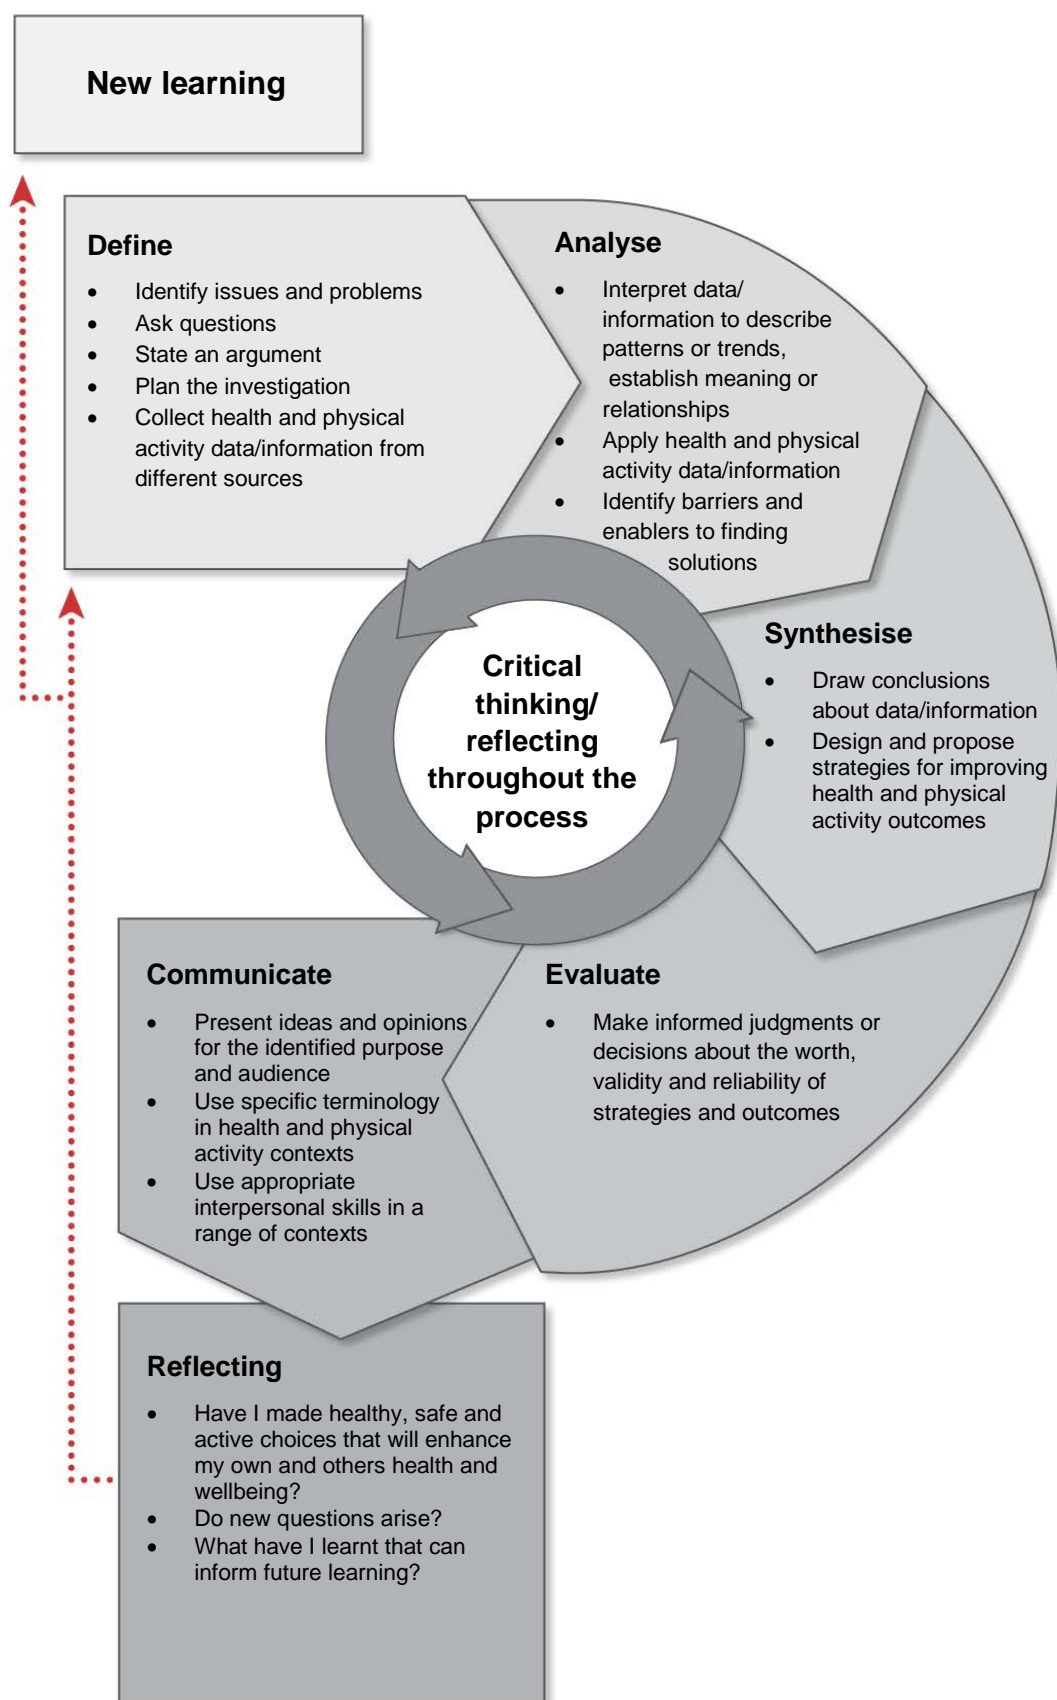 New learning
Define
• Identify issues and problems
• Ask questions
• State an argument
• Plan the investigation
• Collect health and physical
activity data/information from
different sources
Analyse
• Interpret data/
information to describe
patterns or trends,
establish meaning or
relationships
• Apply health and physical
activity data/information
• Identify barriers and
enablers to finding
solutions
Synthesise
• Draw conclusions
about data/information
• Design and propose
strategies for improving
health and physical
activity outcomes
Critical
thinking/
reflecting
throughout the
process
Evaluate
• Make informed judgments or
decisions about the worth,
validity and reliability of
strategies and outcomes
Communicate
• Present ideas and opinions
for the identified purpose
and audience
• Use specific terminology
in health and physical
activity contexts
• Use appropriate
interpersonal skills in a
range of contexts
Reflecting
• Have I made healthy, safe and
active choices that will enhance
my own and others health and
wellbeing?
• Do new questions arise?
• What have I learnt that can
inform future learning?